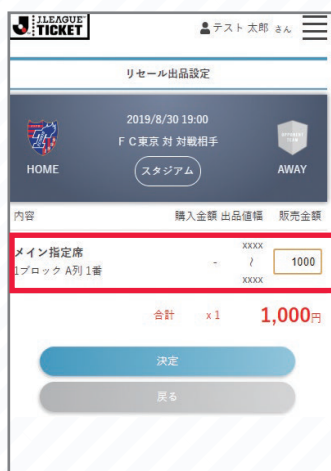 J.LEAGUE
TICKET
テスト 太郎 さん
リセール出品設定
2019/8/30 19:00
ＦＣ東京 対 対戦相手
HOME
スタジアム
AWAY
内容 購入金額 出品値幅 販売金額
メイン指定席
1ブロック A列 1番
- xxxx ～ xxxx 1000
合計 x 1 1,000円
決定
戻る